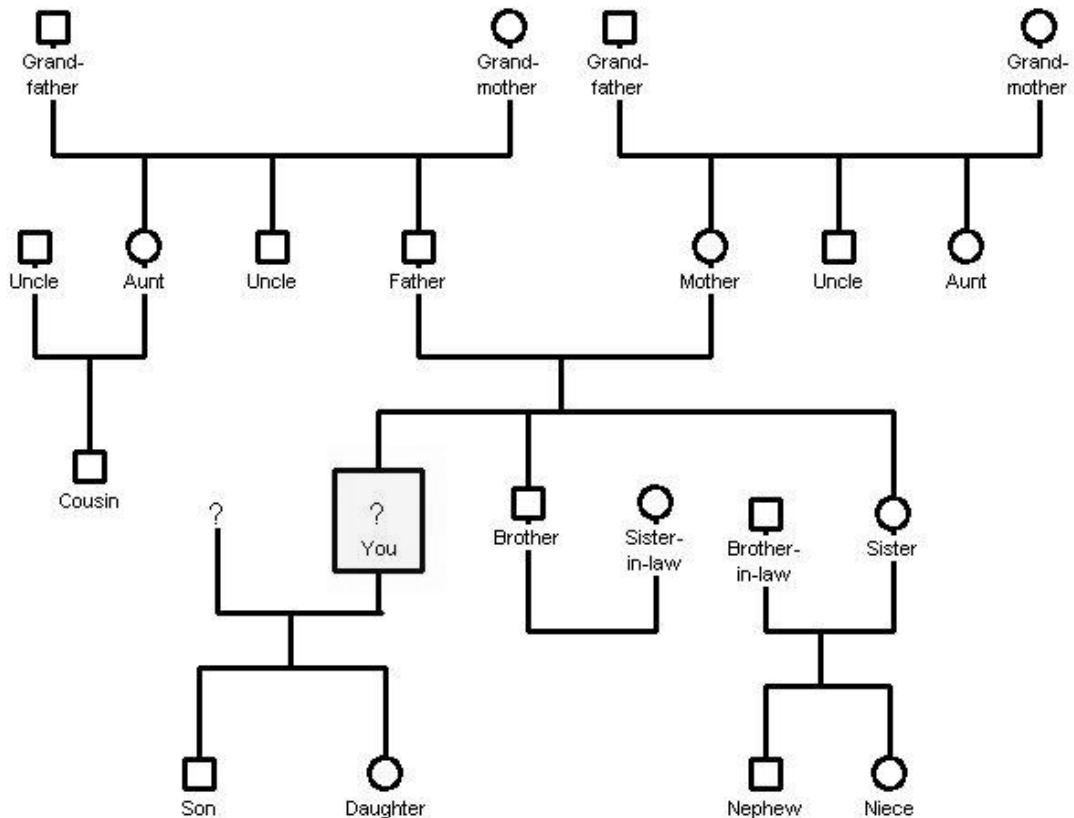 Grand-
father
Grand-
mother
Grand-
father
Grand-
mother
Uncle
Aunt
Uncle
Father
Mother
Uncle
Aunt
Cousin
?
?
You
Brother
Sister-
in-law
Brother-
in-law
Sister
Son
Daughter
Nephew
Niece